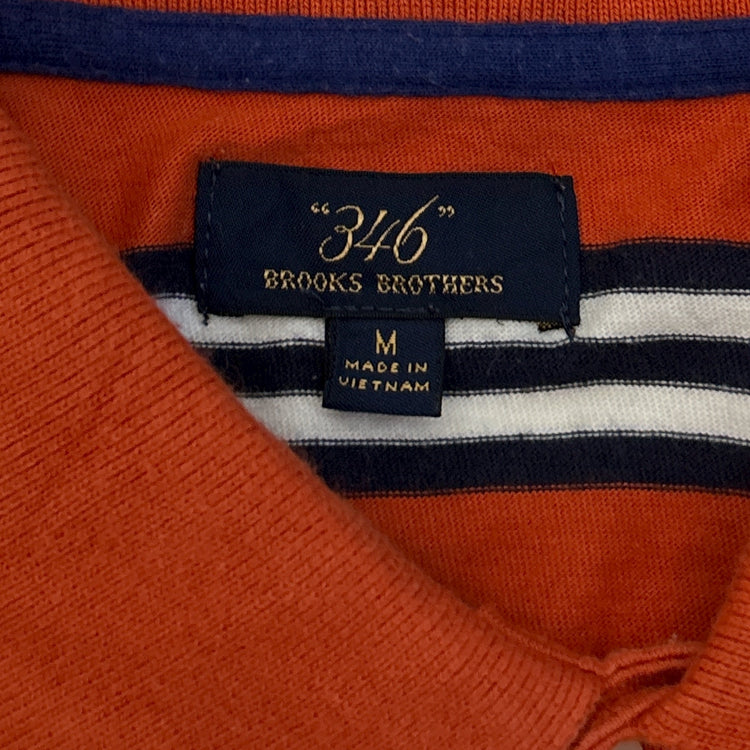 “346”
BROOKS BROTHERS
M
MADE IN
VIETNAM